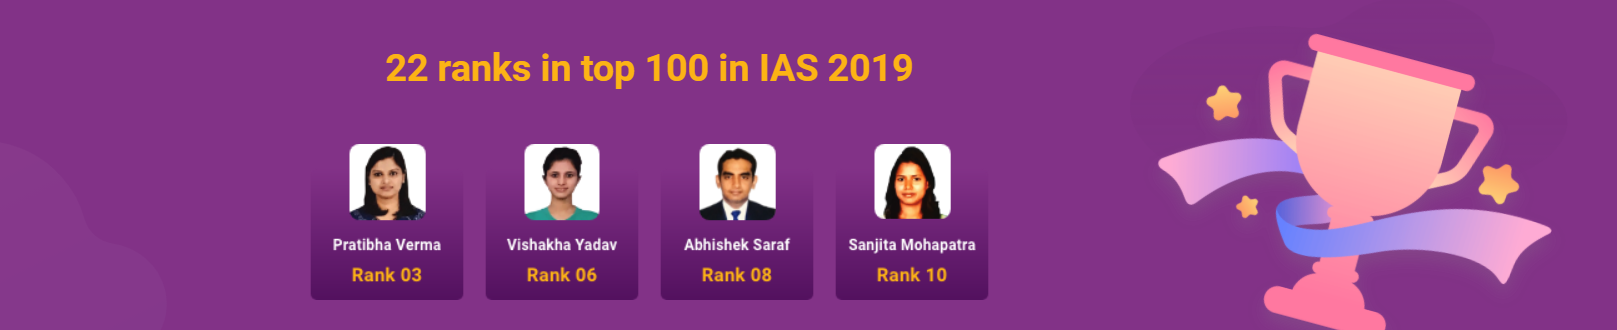 22 ranks in top 100 in IAS 2019
Pratibha Verma
Rank 03
Vishakha Yadav
Rank 06
Abhishek Saraf
Rank 08
Sanjita Mohapatra
Rank 10